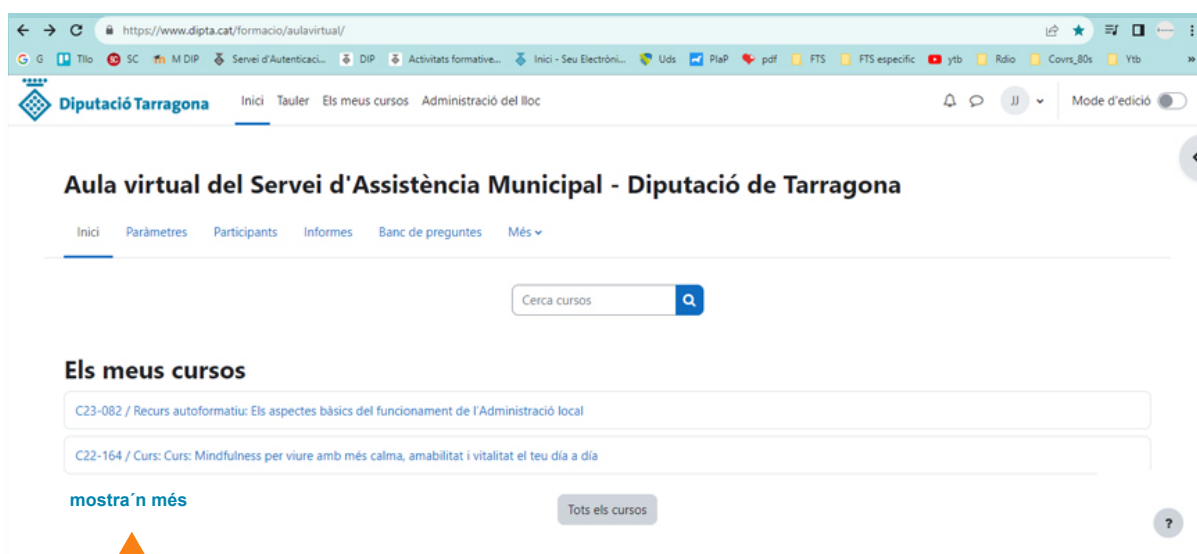 https://www.dipta.cat/formacio/aulavirtual/
G Tllo SC M DIP Servei d'Autenticaci... DIP Activitats formative... Inici - Seu Electròni... Uds PlaP pdf FTS FTS especific ytb Rdio Covrs_80s Ytb »
Diputació Tarragona Inici Tauler Els meus cursos Administració del lloc JJ Mode d'edició
Aula virtual del Servei d'Assistència Municipal - Diputació de Tarragona
Inici Paràmetres Participants Informes Banc de preguntes Més
Cerca cursos
Els meus cursos
C23-082 / Recurs autoformatiu: Els aspectes bàsics del funcionament de l'Administració local
C22-164 / Curs: Curs: Mindfulness per viure amb més calma, amabilitat i vitalitat el teu dia a dia
mostra´n més
Tots els cursos
?